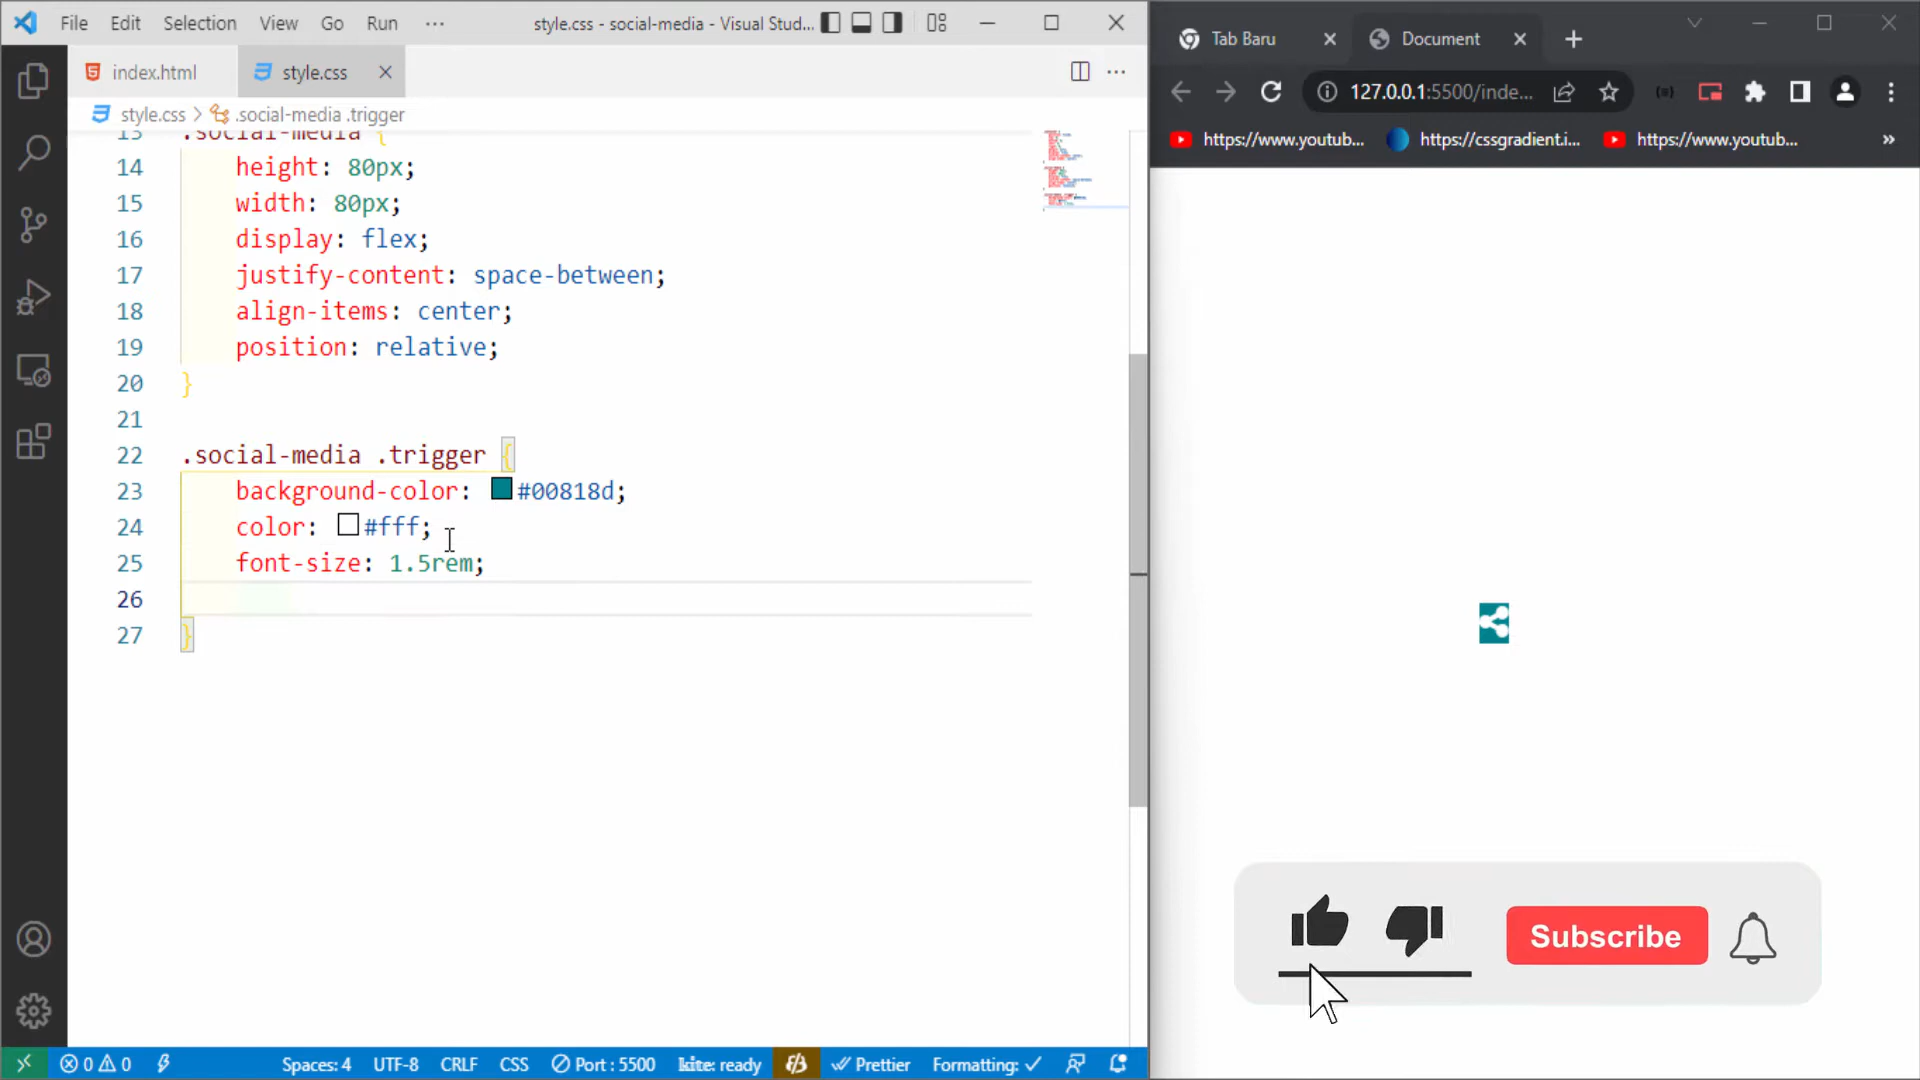 File Edit Selection View Go Run ··· style.css - social-media - Visual Stud...
index.html style.css
style.css > .social-media .trigger
13 .social-media {
14 height: 80px;
15 width: 80px;
16 display: flex;
17 justify-content: space-between;
18 align-items: center;
19 position: relative;
20 }
21
22 .social-media .trigger {
23 background-color: #00818d;
24 color: #fff;
25 font-size: 1.5rem;
26
27 }
0 0 Spaces: 4 UTF-8 CRLF CSS Port : 5500 kite: ready Prettier Formatting: ✓
Tab Baru Document
127.0.0.1:5500/inde...
https://www.youtub... https://cssgradient.i... https://www.youtub... »
Subscribe